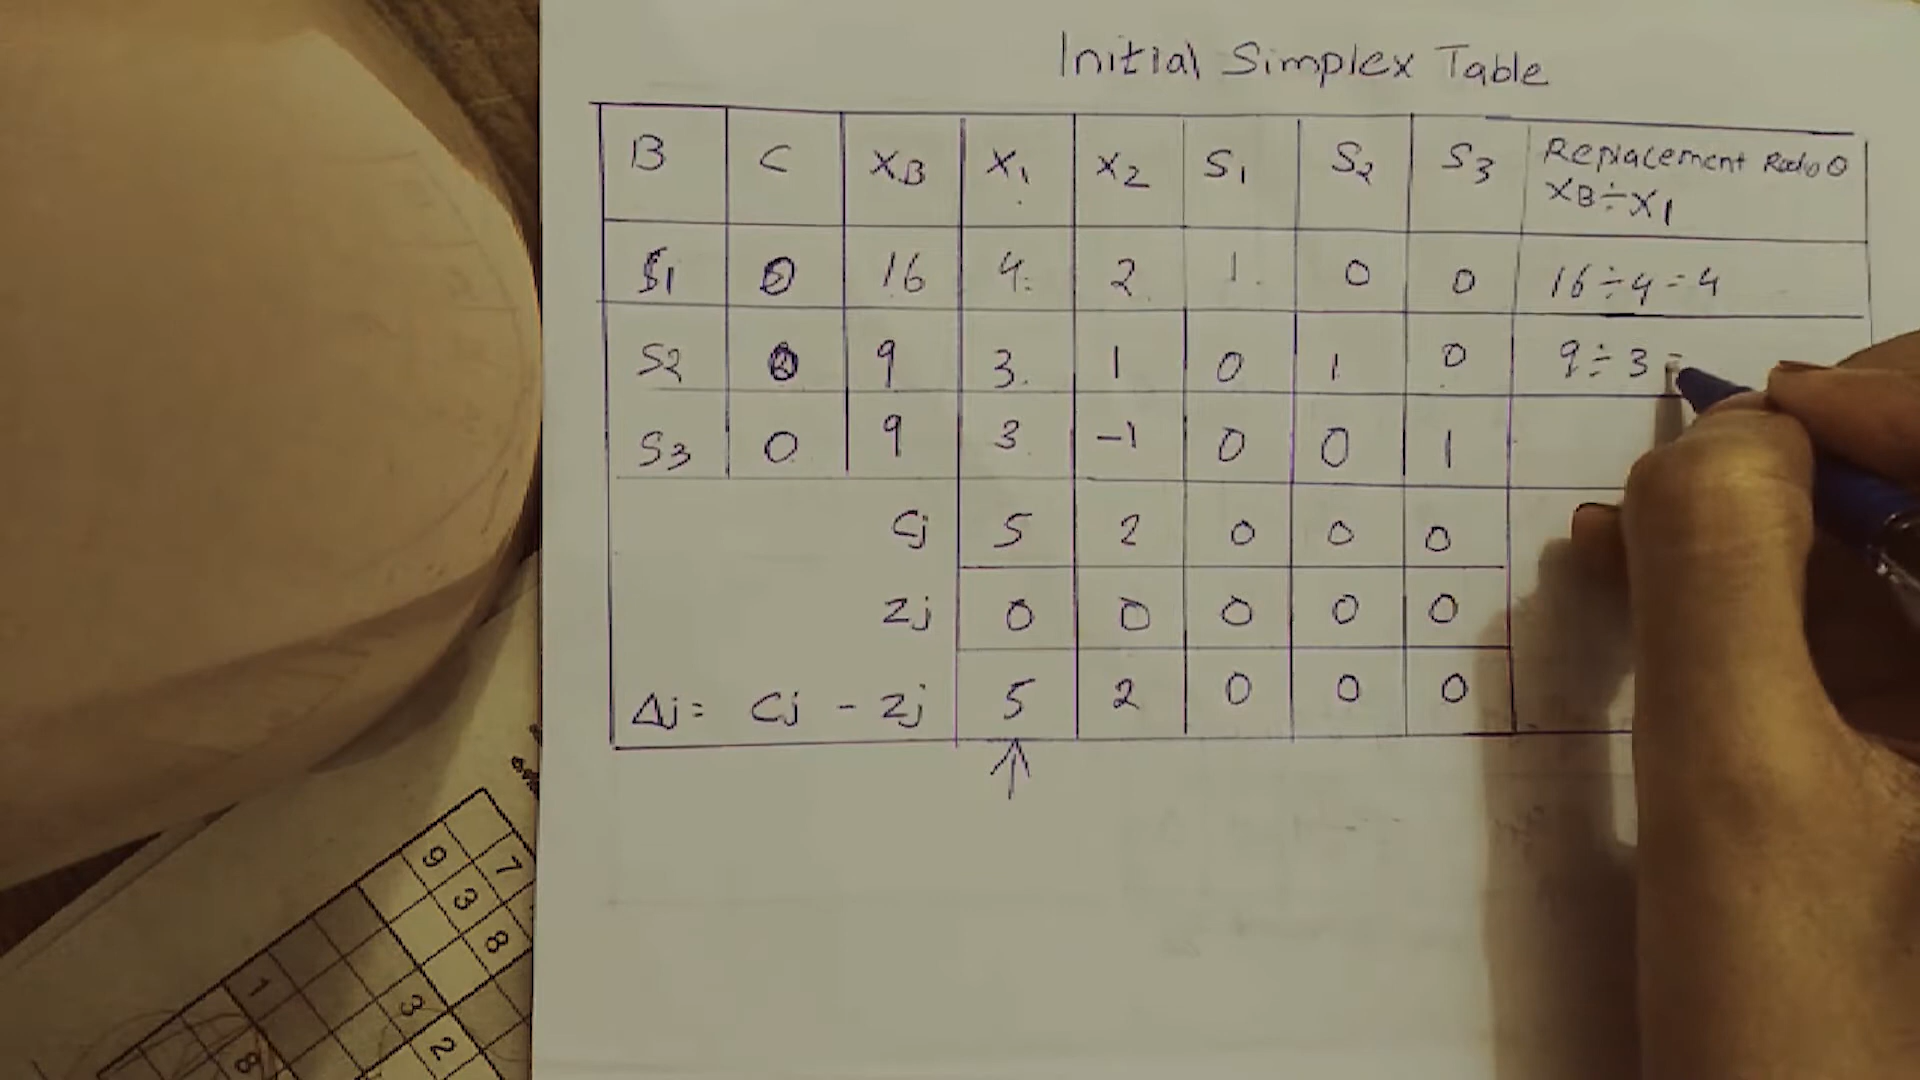 Initial Simplex Table
B C XB X1 X2 S1 S2 S3 Replacement Ratio θ
XB÷X1
S1 0 16 4 2 1 0 0 16÷4=4
S2 0 9 3 1 0 1 0 9÷3=
S3 0 9 3 -1 0 0 1
Cj 5 2 0 0 0
Zj 0 0 0 0 0
Δj= Cj - Zj 5 2 0 0 0
9 7
3
8
1
3
8 2